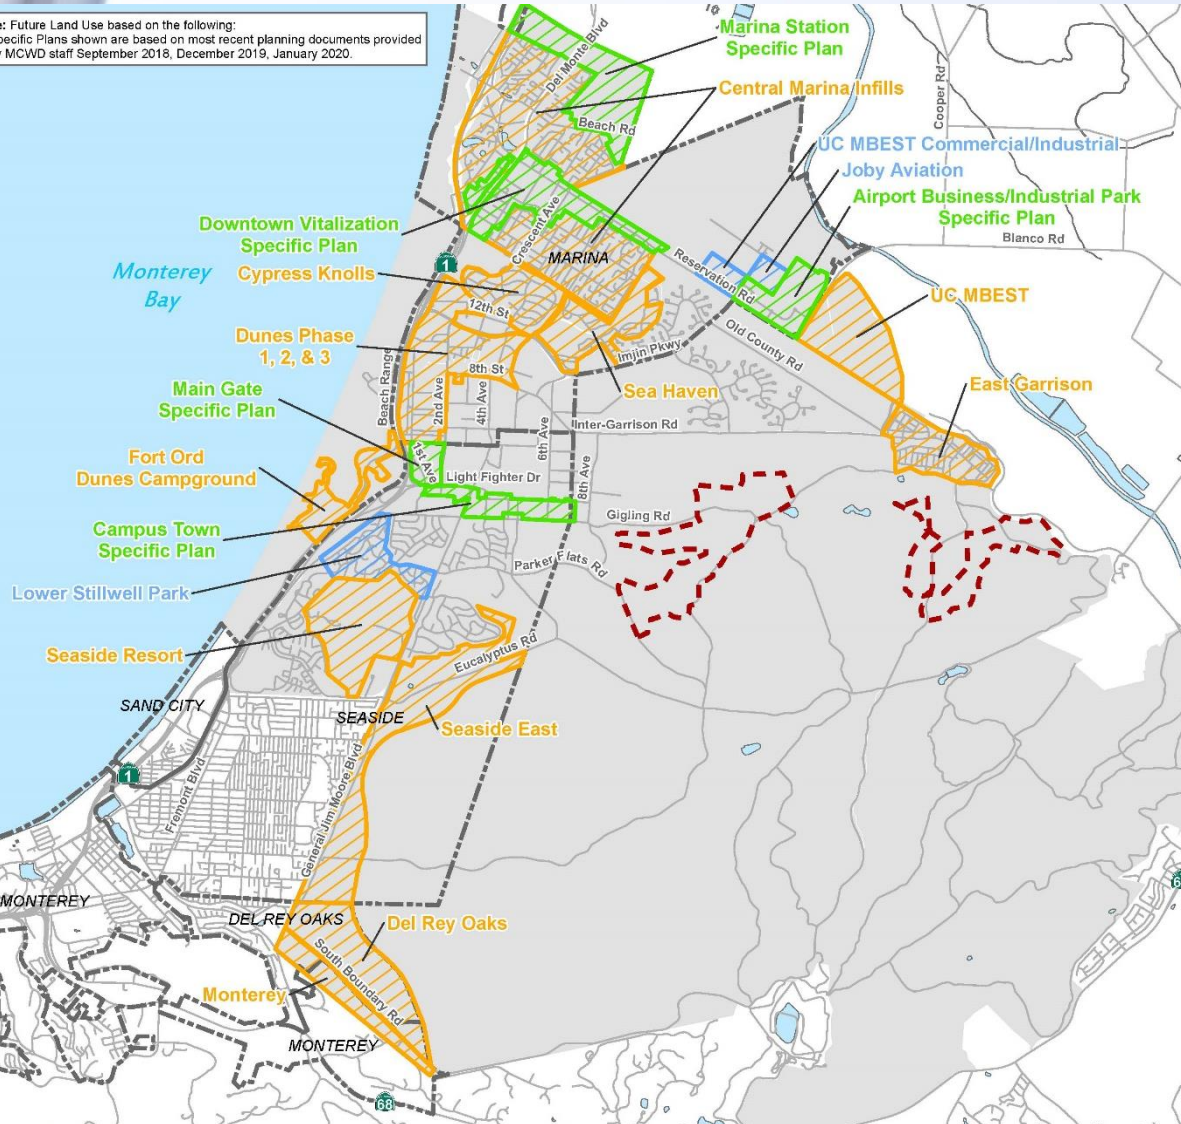 e: Future Land Use based on the following:
pecific Plans shown are based on most recent planning documents provided
y MCWD staff September 2018, December 2019, January 2020.
Marina Station
Specific Plan
Del Monte Blvd
Central Marina Infills
Beach Rd
Cooper Rd
UC MBEST Commercial/Industrial
Joby Aviation
Airport Business/Industrial Park
Specific Plan
Blanco Rd
Downtown Vitalization
Specific Plan
Crescent Ave
MARINA
Reservation Rd
Monterey
Bay
1
Cypress Knolls
12th St
UC MBEST
Old County Rd
Dunes Phase
1, 2, & 3
Imjin Pkwy
8th St
Beach Range
2nd Ave
4th Ave
Sea Haven
East Garrison
Main Gate
Specific Plan
6th Ave
Inter-Garrison Rd
1st Ave
Light Fighter Dr
8th Ave
Fort Ord
Dunes Campground
Gigling Rd
Campus Town
Specific Plan
Parker Flats Rd
Lower Stillwell Park
Seaside Resort
Eucalyptus Rd
SAND CITY
SEASIDE
Seaside East
1
Fremont Blvd
General Jim Moore Blvd
MONTEREY
DEL REY OAKS
Del Rey Oaks
South Boundary Rd
Monterey
MONTEREY
68